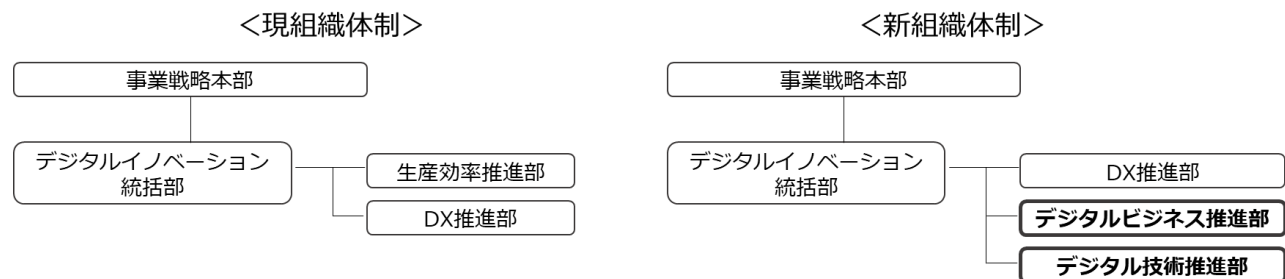 ＜現組織体制＞
事業戦略本部
デジタルイノベーション
統括部
生産効率推進部
DX推進部
＜新組織体制＞
事業戦略本部
デジタルイノベーション
統括部
DX推進部
デジタルビジネス推進部
デジタル技術推進部